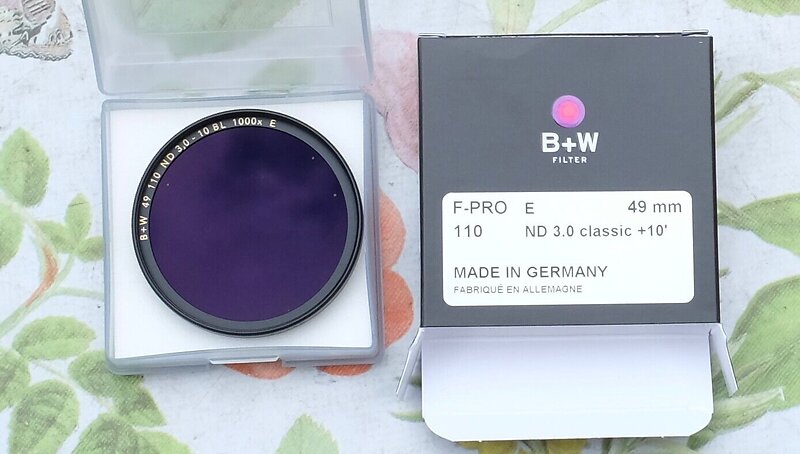 B+W 49 110 ND 3.0 - 10 BL 1000x E
B+W
FILTER
F-PRO E 49 mm
110 ND 3.0 classic +10'
MADE IN GERMANY
FABRIQUÉ EN ALLEMAGNE